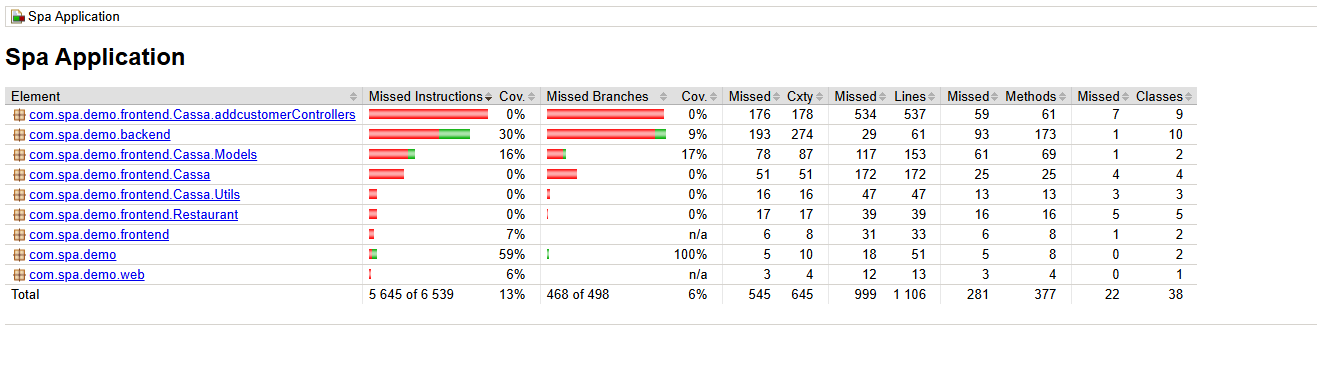 Spa Application
Spa Application
Element Missed Instructions Cov. Missed Branches Cov. Missed Cxty Missed Lines Missed Methods Missed Classes
com.spa.demo.frontend.Cassa.addcustomerControllers 0% 0% 176 178 534 537 59 61 7 9
com.spa.demo.backend 30% 9% 193 274 29 61 93 173 1 10
com.spa.demo.frontend.Cassa.Models 16% 17% 78 87 117 153 61 69 1 2
com.spa.demo.frontend.Cassa 0% 0% 51 51 172 172 25 25 4 4
com.spa.demo.frontend.Cassa.Utils 0% 0% 16 16 47 47 13 13 3 3
com.spa.demo.frontend.Restaurant 0% 0% 17 17 39 39 16 16 5 5
com.spa.demo.frontend 7% n/a 6 8 31 33 6 8 1 2
com.spa.demo 59% 100% 5 10 18 51 5 8 0 2
com.spa.demo.web 6% n/a 3 4 12 13 3 4 0 1
Total 5 645 of 6 539 13% 468 of 498 6% 545 645 999 1 106 281 377 22 38